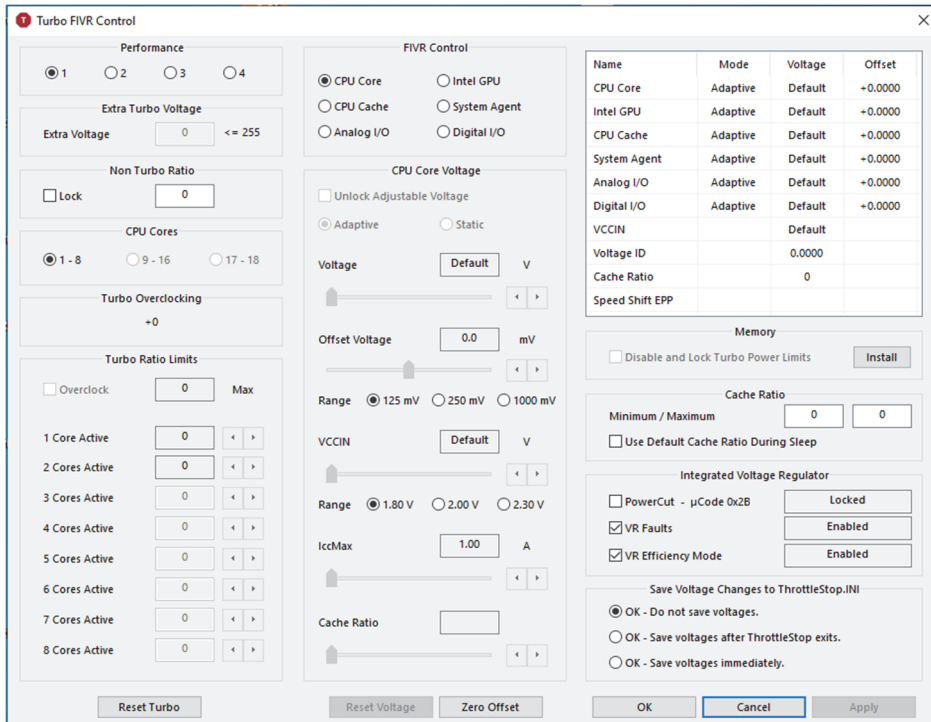 Turbo FIVR Control
Performance
1 2 3 4
Extra Turbo Voltage
Extra Voltage 0 <= 255
Non Turbo Ratio
Lock 0
CPU Cores
1 - 8 9 - 16 17 - 18
Turbo Overclocking
+0
Turbo Ratio Limits
Overclock 0 Max
1 Core Active 0
2 Cores Active 0
3 Cores Active 0
4 Cores Active 0
5 Cores Active 0
6 Cores Active 0
7 Cores Active 0
8 Cores Active 0
Reset Turbo
FIVR Control
CPU Core Intel GPU
CPU Cache System Agent
Analog I/O Digital I/O
CPU Core Voltage
Unlock Adjustable Voltage
Adaptive Static
Voltage Default V
Offset Voltage 0.0 mV
Range 125 mV 250 mV 1000 mV
VCCIN Default V
Range 1.80 V 2.00 V 2.30 V
IccMax 1.00 A
Cache Ratio
Reset Voltage Zero Offset
Name Mode Voltage Offset
CPU Core Adaptive Default +0.0000
Intel GPU Adaptive Default +0.0000
CPU Cache Adaptive Default +0.0000
System Agent Adaptive Default +0.0000
Analog I/O Adaptive Default +0.0000
Digital I/O Adaptive Default +0.0000
VCCIN Default
Voltage ID 0.0000
Cache Ratio 0
Speed Shift EPP
Memory
Disable and Lock Turbo Power Limits Install
Cache Ratio
Minimum / Maximum 0 0
Use Default Cache Ratio During Sleep
Integrated Voltage Regulator
PowerCut - µCode 0x2B Locked
VR Faults Enabled
VR Efficiency Mode Enabled
Save Voltage Changes to ThrottleStop.INI
OK - Do not save voltages.
OK - Save voltages after ThrottleStop exits.
OK - Save voltages immediately.
OK Cancel Apply